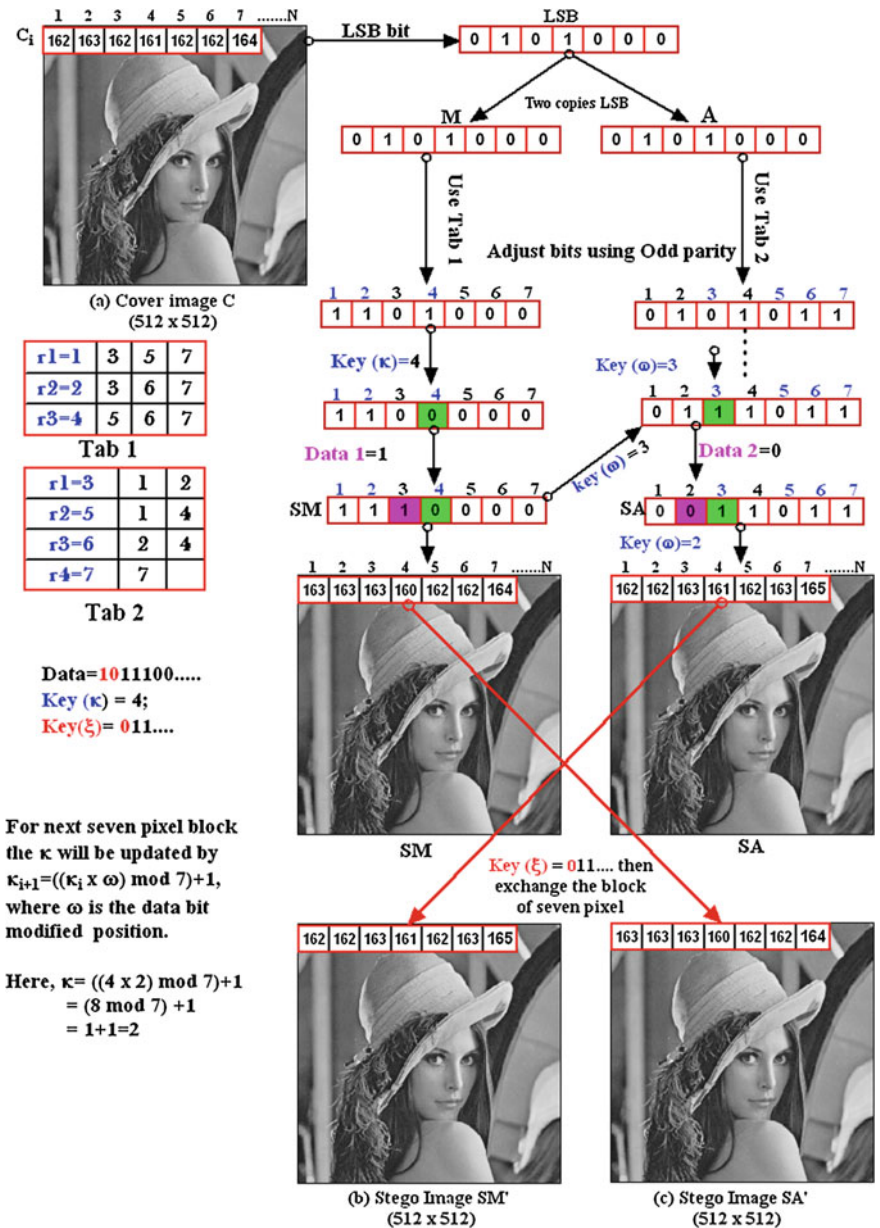 1 2 3 4 5 6 7 .......N
Ci 162 163 162 161 162 162 164
LSB bit
LSB
0 1 0 1 0 0 0
Two copies LSB
M
0 1 0 1 0 0 0
A
0 1 0 1 0 0 0
Use Tab 1
Use Tab 2
Adjust bits using Odd parity
(a) Cover image C
(512 x 512)
1 2 3 4 5 6 7
1 1 0 1 0 0 0
1 2 3 4 5 6 7
0 1 0 1 0 1 1
r1=1 3 5 7
r2=2 3 6 7
r3=4 5 6 7
Tab 1
Key (κ)=4
Key (ω)=3
4
1 1 0 0 0 0 0
1 2 3 4 5 6 7
0 1 1 1 0 1 1
Data 1=1
key(ω) = 3
Data 2=0
r1=3 1 2
r2=5 1 4
r3=6 2 4
r4=7 7
Tab 2
1 2 3 4 5 6 7
SM 1 1 1 0 0 0 0
1 2 3 4 5 6 7
SA 0 0 1 1 0 1 1
Key (ω)=2
1 2 3 4 5 6 7 .......N
163 163 163 160 162 162 164
1 2 3 4 5 6 7 .......N
162 162 163 161 162 163 165
Data=1011100.....
Key (κ) = 4;
Key(ξ)= 011....
SM
SA
For next seven pixel block
the κ will be updated by
κi+1=((κi x ω) mod 7)+1,
where ω is the data bit
modified position.
Here, κ= ((4 x 2) mod 7)+1
= (8 mod 7) +1
= 1+1=2
Key (ξ) = 011.... then
exchange the block
of seven pixel
162 162 163 161 162 163 165
163 163 163 160 162 162 164
(b) Stego Image SM'
(512 x 512)
(c) Stego Image SA'
(512 x 512)